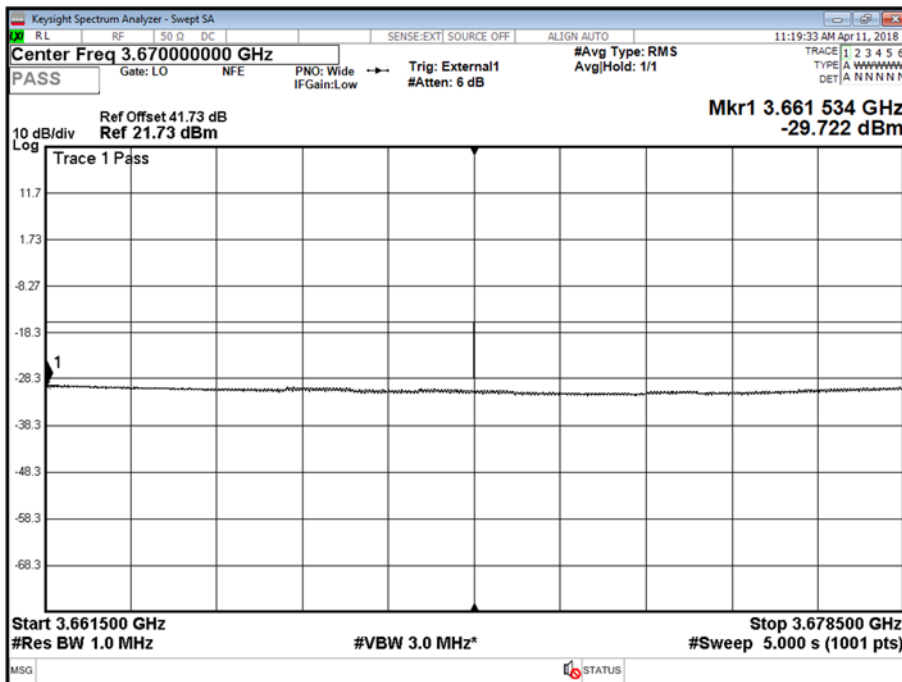 Keysight Spectrum Analyzer - Swept SA
LXI RL RF 50 Ω DC SENSE:EXT SOURCE OFF ALIGN AUTO 11:19:33 AM Apr 11, 2018
Center Freq 3.670000000 GHz #Avg Type: RMS TRACE 1 2 3 4 5 6
PASS Gate: LO NFE PNO: Wide Trig: External1 Avg|Hold: 1/1 TYPE A WWWWW
IFGain:Low #Atten: 6 dB DET A N N N N N
Mkr1 3.661 534 GHz
Ref Offset 41.73 dB
10 dB/div Ref 21.73 dBm -29.722 dBm
Log
Trace 1 Pass
11.7
1.73
-8.27
-18.3
1
-28.3
-38.3
-48.3
-58.3
-68.3
Start 3.661500 GHz Stop 3.678500 GHz
#Res BW 1.0 MHz #VBW 3.0 MHz* #Sweep 5.000 s (1001 pts)
MSG STATUS